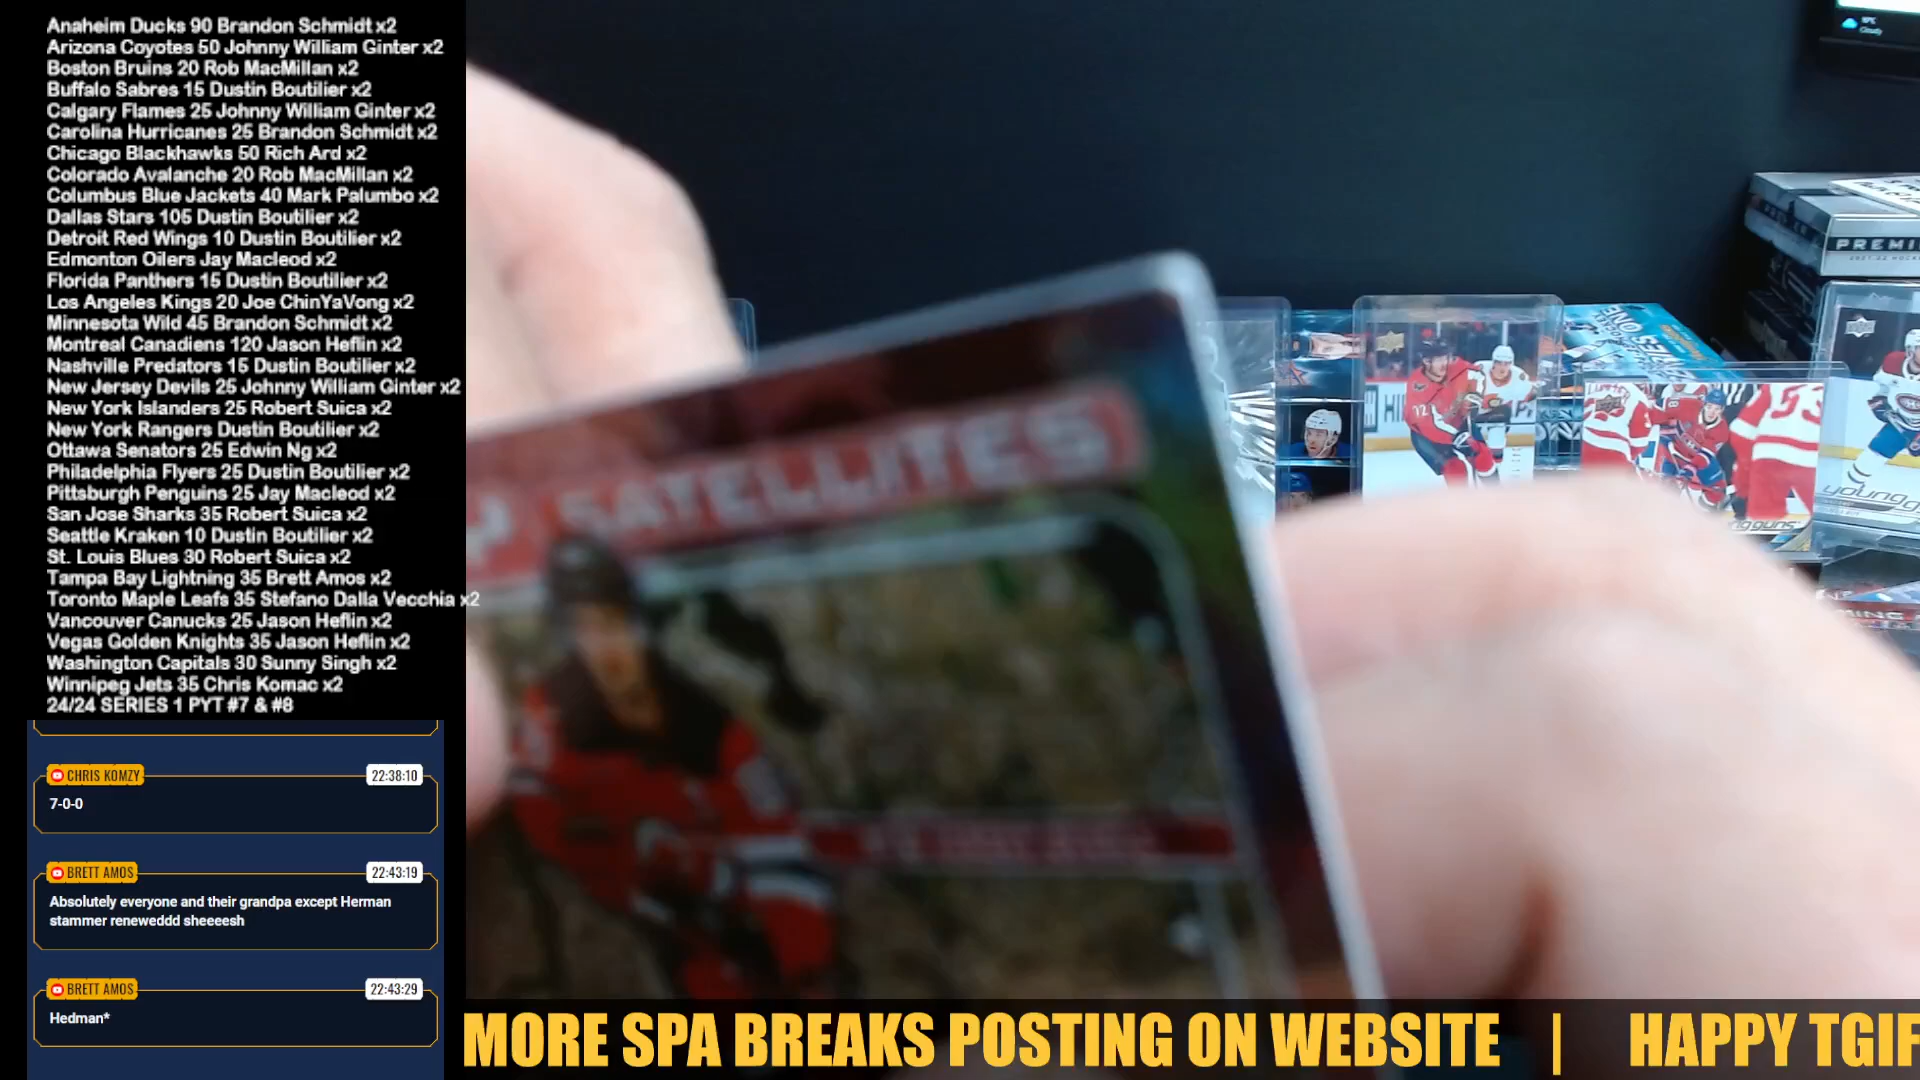 Anaheim Ducks 90 Brandon Schmidt x2
Arizona Coyotes 50 Johnny William Ginter x2
Boston Bruins 20 Rob MacMillan x2
Buffalo Sabres 15 Dustin Boutilier x2
Calgary Flames 25 Johnny William Ginter x2
Carolina Hurricanes 25 Brandon Schmidt x2
Chicago Blackhawks 50 Rich Ard x2
Colorado Avalanche 20 Rob MacMillan x2
Columbus Blue Jackets 40 Mark Palumbo x2
Dallas Stars 105 Dustin Boutilier x2
Detroit Red Wings 10 Dustin Boutilier x2
Edmonton Oilers Jay Macleod x2
Florida Panthers 15 Dustin Boutilier x2
Los Angeles Kings 20 Joe ChinYaVong x2
Minnesota Wild 45 Brandon Schmidt x2
Montreal Canadiens 120 Jason Heflin x2
Nashville Predators 15 Dustin Boutilier x2
New Jersey Devils 25 Johnny William Ginter x2
New York Islanders 25 Robert Suica x2
New York Rangers Dustin Boutilier x2
Ottawa Senators 25 Edwin Ng x2
Philadelphia Flyers 25 Dustin Boutilier x2
Pittsburgh Penguins 25 Jay Macleod x2
San Jose Sharks 35 Robert Suica x2
Seattle Kraken 10 Dustin Boutilier x2
St. Louis Blues 30 Robert Suica x2
Tampa Bay Lightning 35 Brett Amos x2
Toronto Maple Leafs 35 Stefano Dalla Vecchia x2
Vancouver Canucks 25 Jason Heflin x2
Vegas Golden Knights 35 Jason Heflin x2
Washington Capitals 30 Sunny Singh x2
Winnipeg Jets 35 Chris Komac x2
24/24 SERIES 1 PYT #7 & #8
CHRIS KOMZY 22:38:10
7-0-0
BRETT AMOS 22:43:19
Absolutely everyone and their grandpa except Herman
stammer reneweddd sheeeesh
BRETT AMOS 22:43:29
Hedman*
SATELLITES
PREMI
Cloudy
young
ng guns
MORE SPA BREAKS POSTING ON WEBSITE | HAPPY TGIF